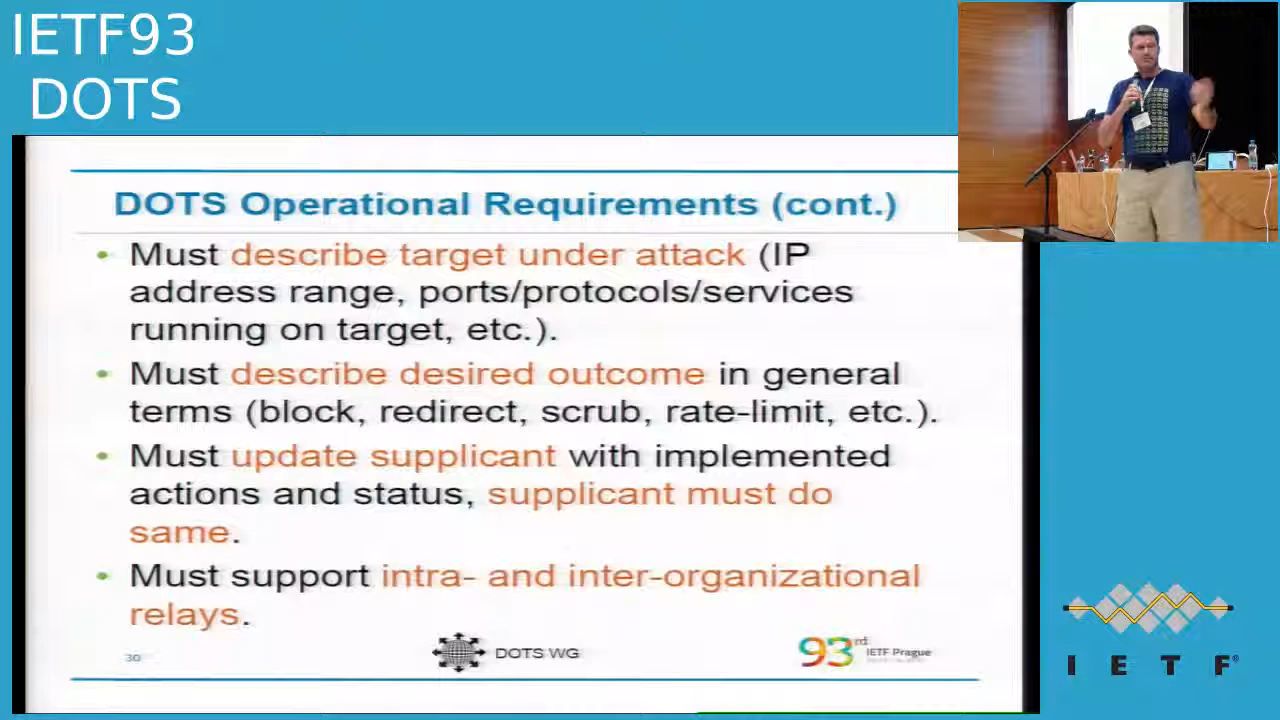 IETF93
DOTS
DOTS Operational Requirements (cont.)
• Must describe target under attack (IP
address range, ports/protocols/services
running on target, etc.).
• Must describe desired outcome in general
terms (block, redirect, scrub, rate-limit, etc.).
• Must update supplicant with implemented
actions and status, supplicant must do
same.
• Must support intra- and inter-organizational
relays.
30
DOTS WG
93rd
IETF Prague
I E T F®